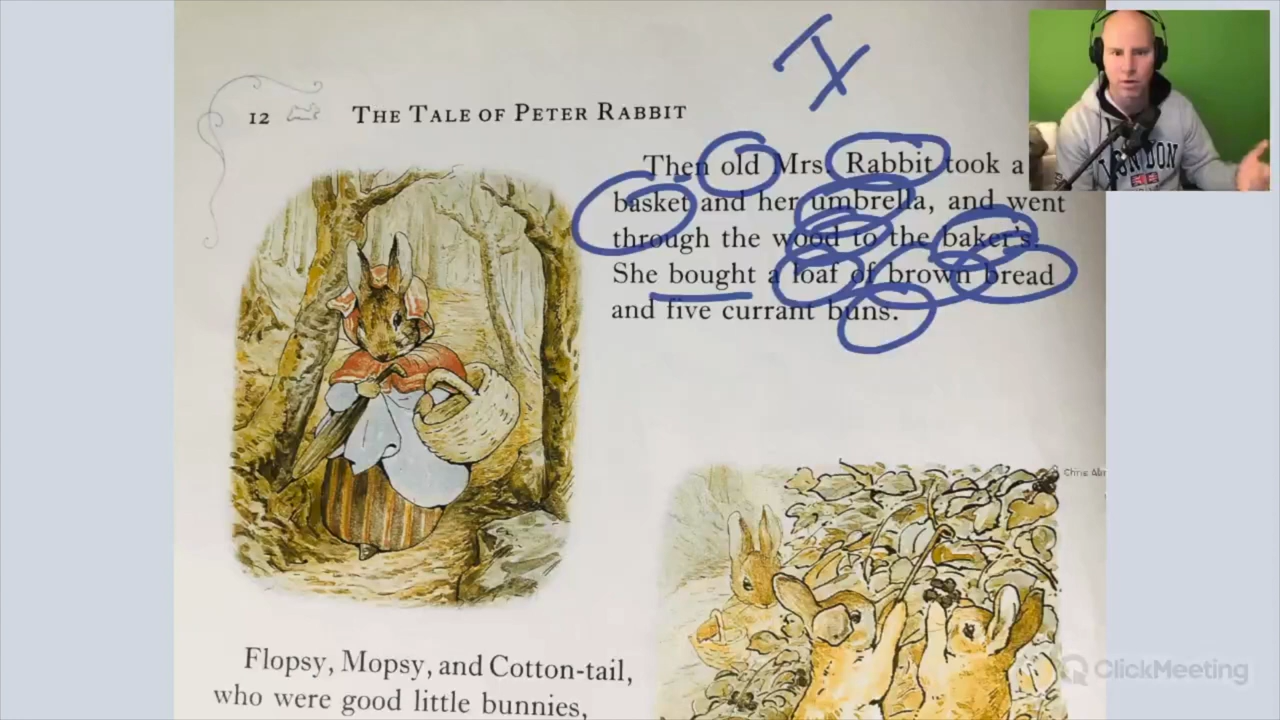 I
12 THE TALE OF PETER RABBIT
Then old Mrs. Rabbit took a
basket and her umbrella, and went
through the wood to the baker's.
She bought a loaf of brown bread
and five currant buns.
Flopsy, Mopsy, and Cotton-tail,
who were good little bunnies,
LONDON
Chris
ClickMeeting